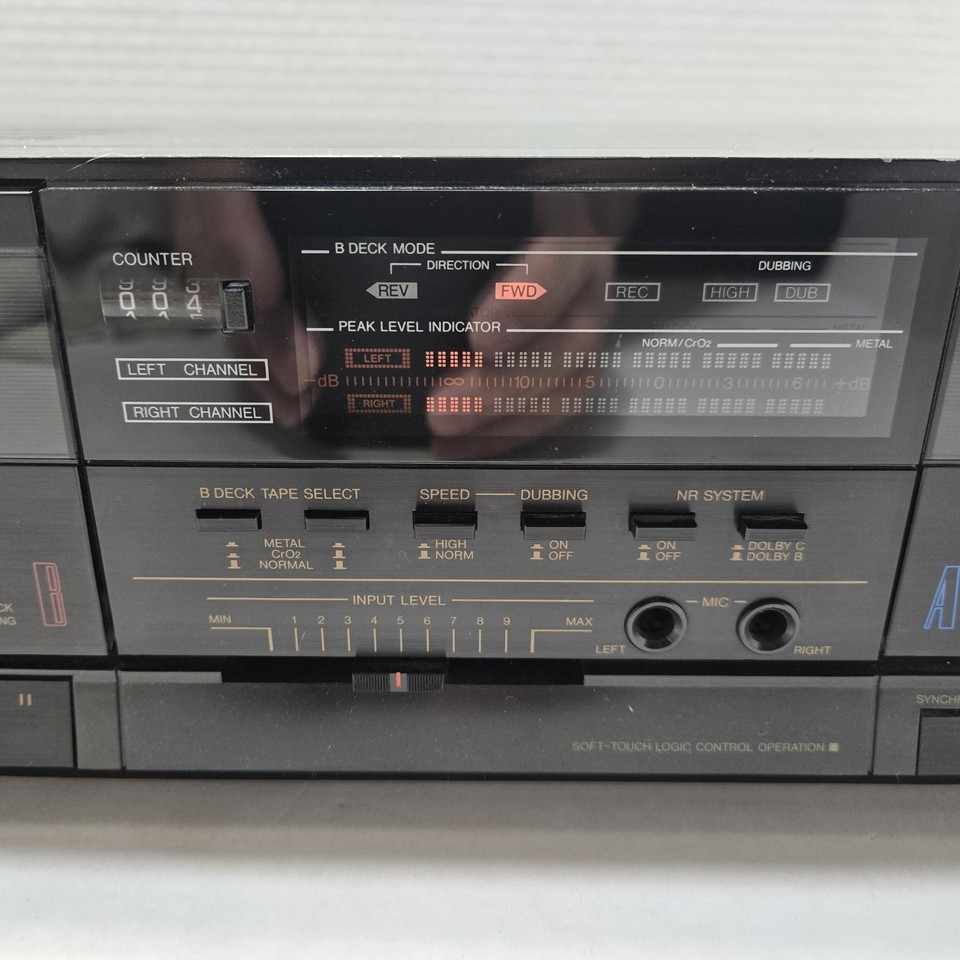 B DECK MODE
COUNTER
DIRECTION
DUBBING
REV FWD REC HIGH DUB
0 0 4
PEAK LEVEL INDICATOR
NORM/CrO2 METAL
LEFT
LEFT CHANNEL
-dB ∞ 10 5 0 3 6 +dB
RIGHT
RIGHT CHANNEL
B DECK TAPE SELECT SPEED DUBBING NR SYSTEM
METAL HIGH ON ON DOLBY C
CrO2 NORM OFF OFF DOLBY B
NORMAL
B A
INPUT LEVEL MIC
MIN 1 2 3 4 5 6 7 8 9 MAX
LEFT RIGHT
SOFT-TOUCH LOGIC CONTROL OPERATION